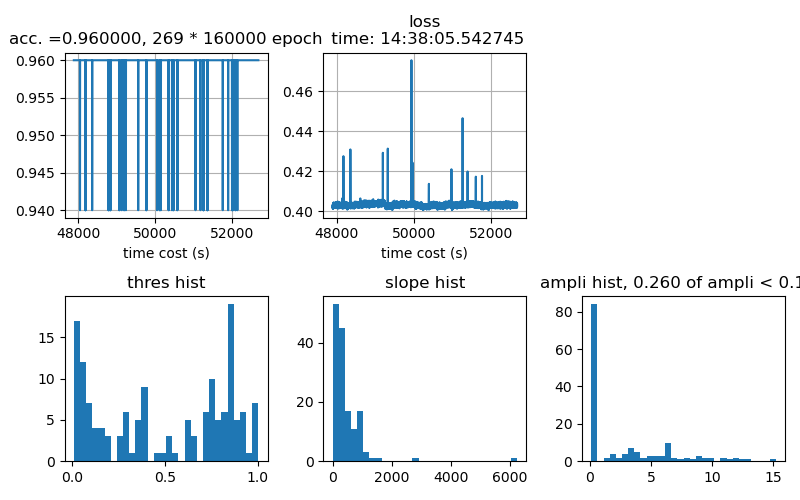 loss
acc. =0.960000, 269 * 160000 epoch time: 14:38:05.542745
0.960
0.955
0.950
0.945
0.940
48000 50000 52000
time cost (s)
0.46
0.44
0.42
0.40
48000 50000 52000
time cost (s)
thres hist
15
10
5
0
0.0 0.5 1.0
slope hist
40
20
0
0 2000 4000 6000
ampli hist, 0.260 of ampli < 0.1
80
60
40
20
0
0 5 10 15